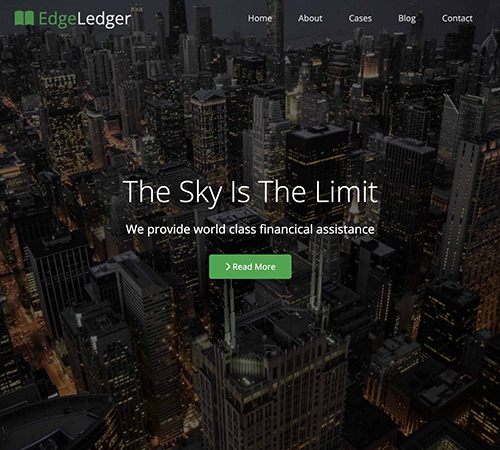 EdgeLedger
Home About Cases Blog Contact
The Sky Is The Limit
We provide world class financical assistance
Read More